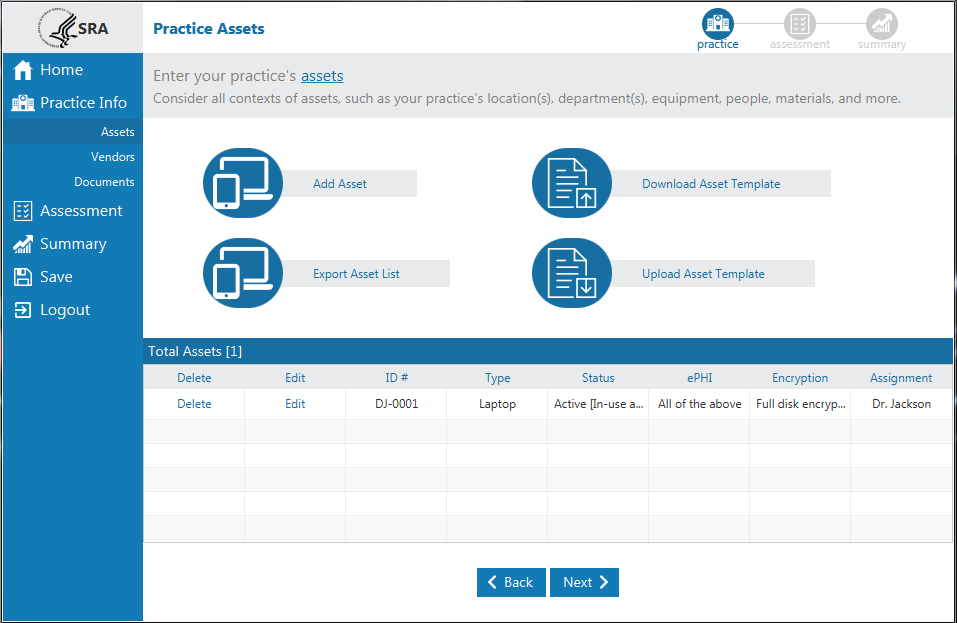 SRA
Practice Assets
practice
assessment
summary
Home
Practice Info
Assets
Vendors
Documents
Assessment
Summary
Save
Logout
Enter your practice's assets
Consider all contexts of assets, such as your practice's location(s), department(s), equipment, people, materials, and more.
Add Asset
Download Asset Template
Export Asset List
Upload Asset Template
Total Assets [1]
Delete Edit ID # Type Status ePHI Encryption Assignment
Delete Edit DJ-0001 Laptop Active [In-use a... All of the above Full disk encryp... Dr. Jackson
Back Next